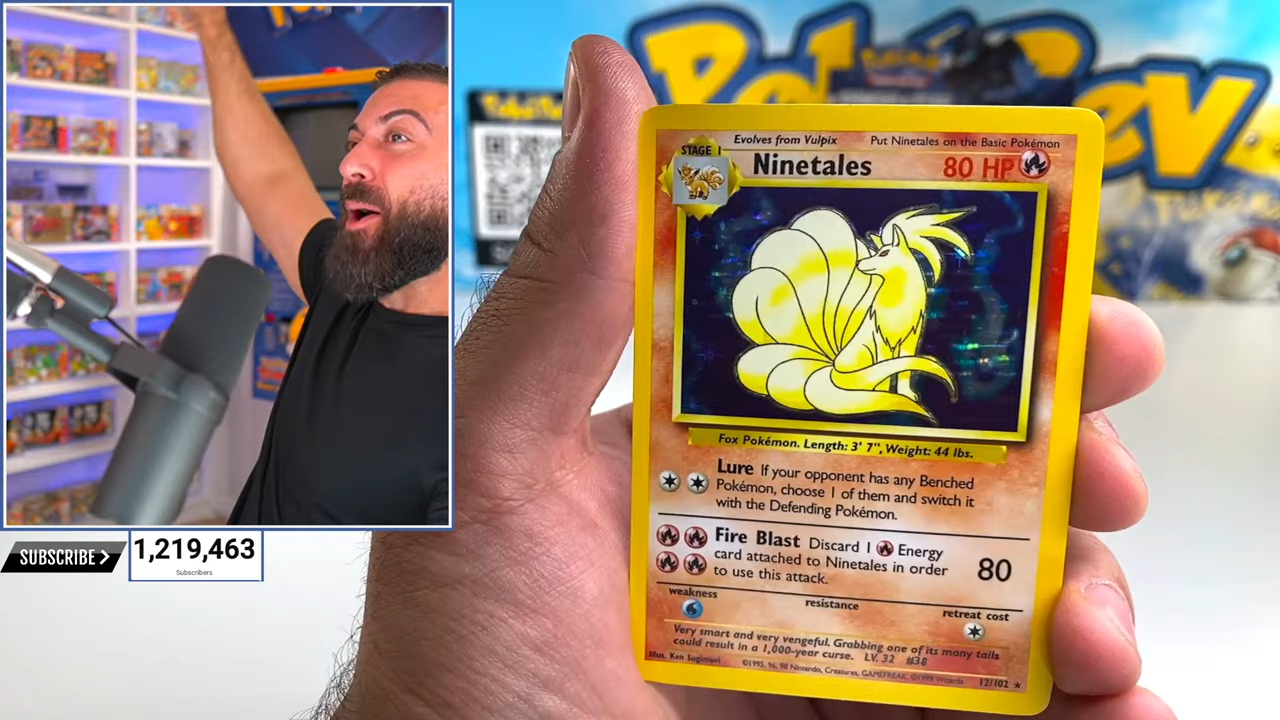 PokéRev
Evolves from Vulpix
Put Ninetales on the Basic Pokémon
STAGE 1
Ninetales
80 HP
Fox Pokémon. Length: 3' 7", Weight: 44 lbs.
Lure If your opponent has any Benched
Pokémon, choose 1 of them and switch it
with the Defending Pokémon.
Fire Blast Discard 1 Energy
card attached to Ninetales in order
to use this attack.
80
weakness
resistance
retreat cost
Very smart and very vengeful. Grabbing one of its many tails
could result in a 1,000-year curse. LV. 32 #38
Illus. Ken Sugimori
©1995, 96, 98 Nintendo, Creatures, GAMEFREAK. ©1999 Wizards
12/102
SUBSCRIBE
1,219,463
Subscribers